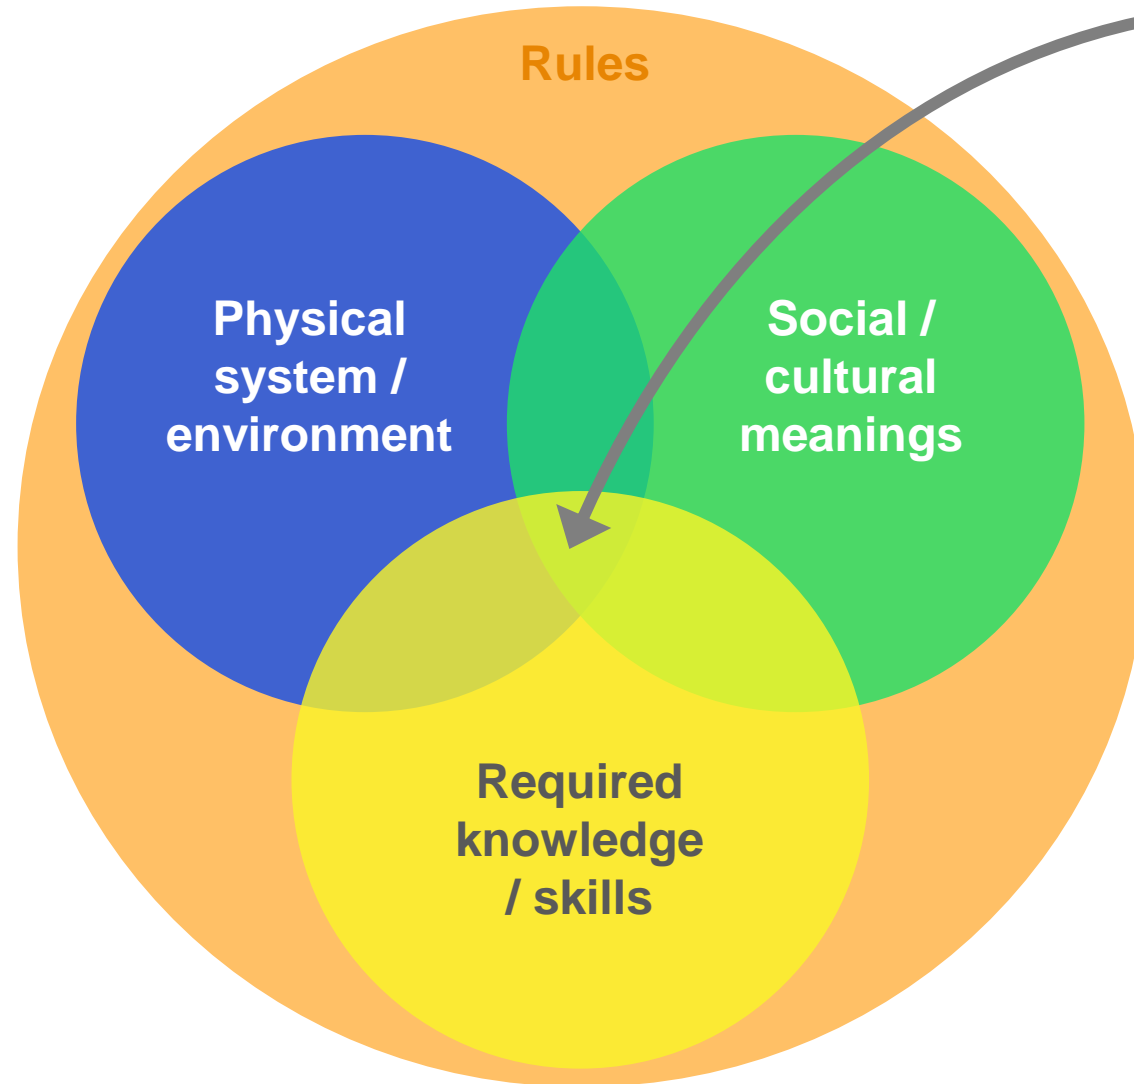 Rules
Physical
system /
environment
Social /
cultural
meanings
Required
knowledge
/ skills